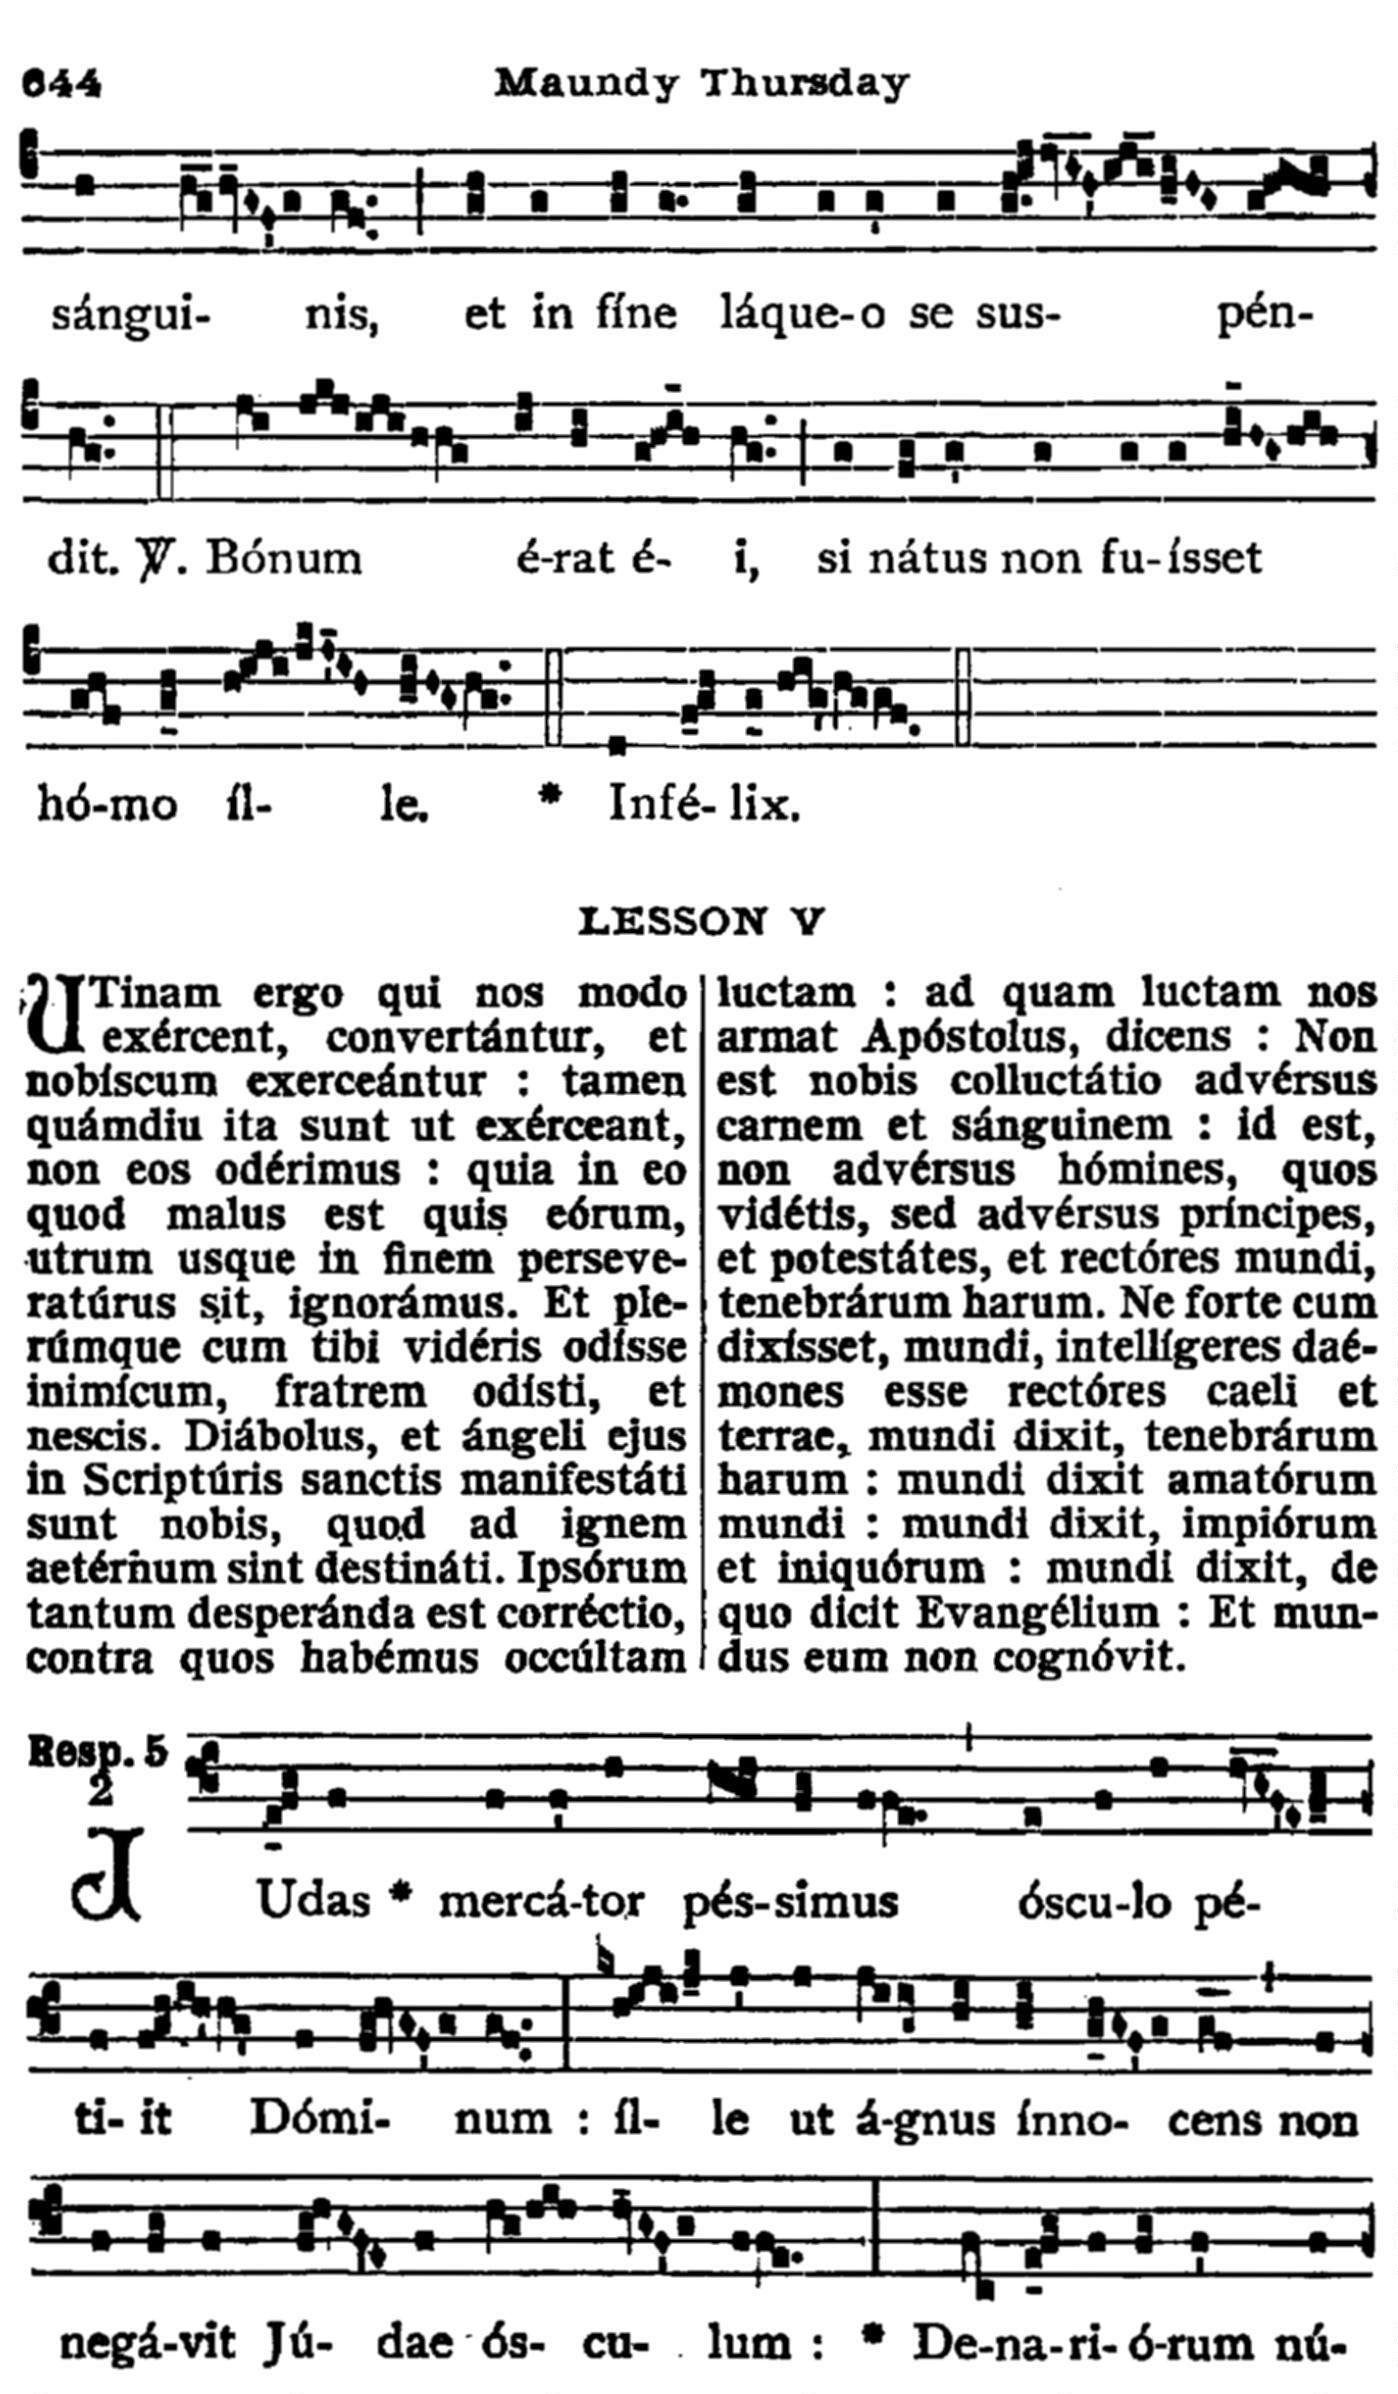 644 Maundy Thursday
sángui- nis, et in fíne láque-o se sus- pén-
dit. ℣. Bónum é-rat é- i, si nátus non fu-ísset
hó-mo íl- le. * Infé- lix.
LESSON V
UTinam ergo qui nos modo
exércent, convertántur, et
nobíscum exerceántur : tamen
quámdiu ita sunt ut exérceant,
non eos odérimus : quia in eo
quod malus est quis eórum,
utrum usque in finem perseve-
ratúrus sit, ignorámus. Et ple-
rúmque cum tibi vidéris odísse
inimícum, fratrem odísti, et
nescis. Diábolus, et ángeli ejus
in Scriptúris sanctis manifestáti
sunt nobis, quod ad ignem
aetérnum sint destináti. Ipsórum
tantum desperánda est corréctio,
contra quos habémus occúltam
luctam : ad quam luctam nos
armat Apóstolus, dicens : Non
est nobis colluctátio advérsus
carnem et sánguinem : id est,
non advérsus hómines, quos
vidétis, sed advérsus príncipes,
et potestátes, et rectóres mundi,
tenebrárum harum. Ne forte cum
dixísset, mundi, intellígeres daé-
mones esse rectóres caeli et
terrae, mundi dixit, tenebrárum
harum : mundi dixit amatórum
mundi : mundi dixit, impiórum
et iniquórum : mundi dixit, de
quo dicit Evangélium : Et mun-
dus eum non cognóvit.
Resp. 5
2
JUdas * mercá-tor pés-simus óscu-lo pé-
ti- it Dómi- num : íl- le ut á-gnus ínno- cens non
negá-vit Jú- dae ós- cu- lum : * De-na-ri- ó-rum nú-